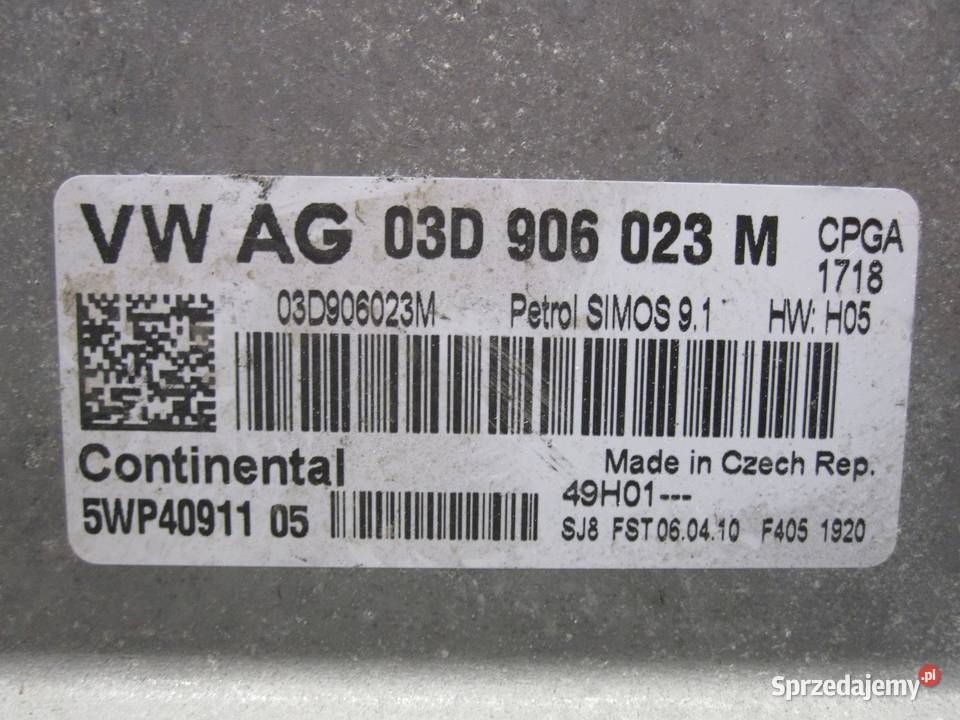 VW AG 03D 906 023 M CPGA
1718
03D906023M Petrol SIMOS 9.1 HW: H05
Continental Made in Czech Rep.
49H01---
5WP40911 05 SJ8 FST 06.04.10 F405 1920
Sprzedajemy.pl